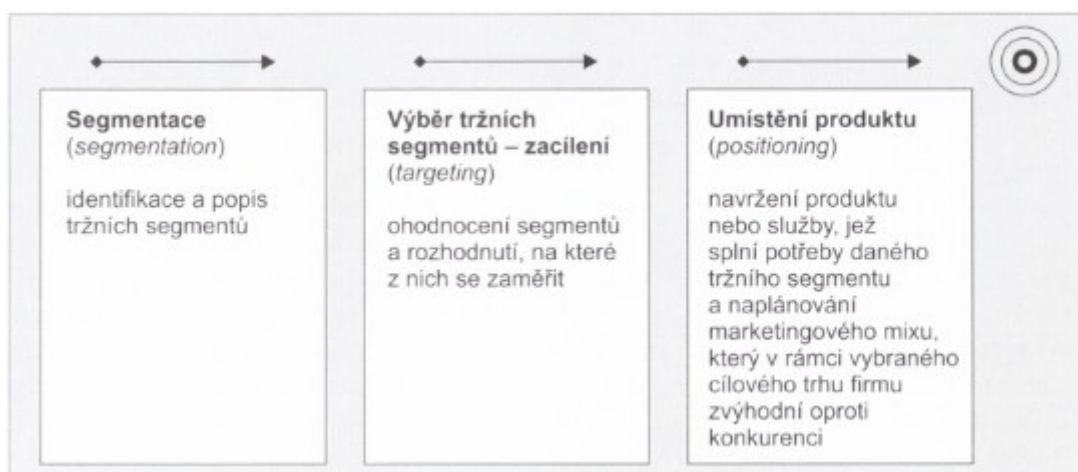 Segmentace
(segmentation)
identifikace a popis
tržních segmentů
Výběr tržních
segmentů – zacílení
(targeting)
ohodnocení segmentů
a rozhodnutí, na které
z nich se zaměřit
Umístění produktu
(positioning)
navržení produktu
nebo služby, jež
splní potřeby daného
tržního segmentu
a naplánování
marketingového mixu,
který v rámci vybraného
cílového trhu firmu
zvýhodní oproti
konkurenci